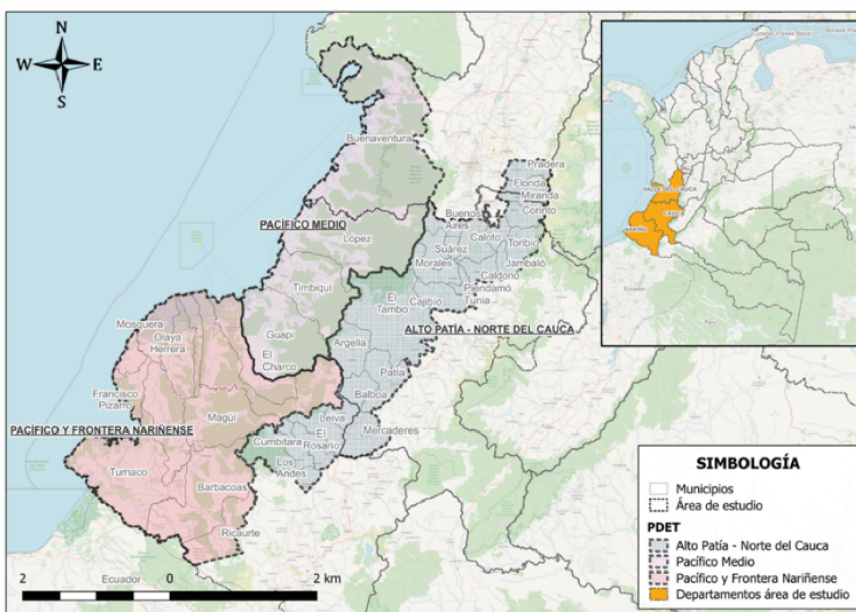 N
W E
S
Buenaventura
PACÍFICO MEDIO
López
Timbiquí
Guapi
El
Charco
Mosquera
Olaya
Herrera
Francisco
Pizarro
Magüí
PACÍFICO Y FRONTERA NARIÑENSE
Tumaco
Barbacoas
Ricaurte
Pradera
Florida
Miranda
Corinto
Buenos
Aires
Caloto
Suárez
Toribío
Morales
Jambaló
Caldono
Piendamó
Tunia
El
Tambo
Cajibío
ALTO PATÍA - NORTE DEL CAUCA
Argelia
Patía
Balboa
Mercaderes
Leiva
El
Rosario
Cumbitara
Los
Andes
Ecuador
2 0 2 km
VALLE DEL CAUCA
CAUCA
NARIÑO
Ecuador
Perú
SIMBOLOGÍA
Municipios
Área de estudio
PDET
Alto Patía - Norte del Cauca
Pacífico Medio
Pacífico y Frontera Nariñense
Departamentos área de estudio